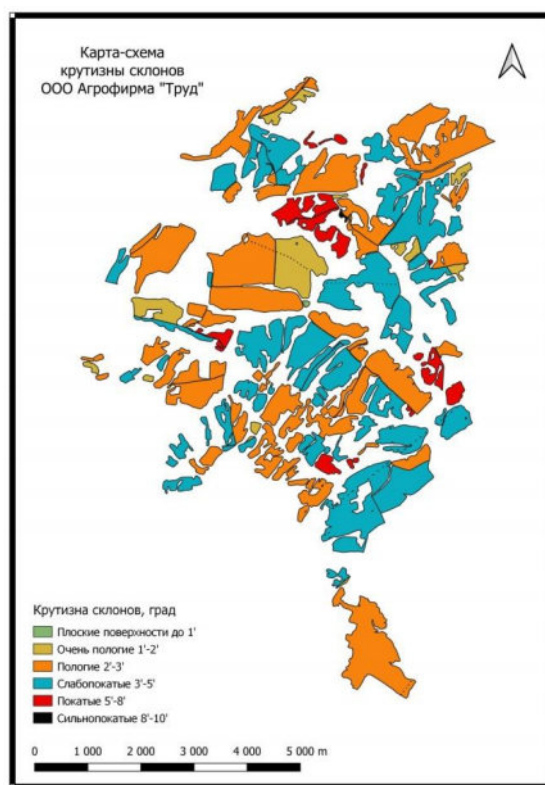 Карта-схема
крутизны склонов
ООО Агрофирма "Труд"
Крутизна склонов, град
Плоские поверхности до 1'
Очень пологие 1'-2'
Пологие 2'-3'
Слабопокатые 3'-5'
Покатые 5'-8'
Сильнопокатые 8'-10'
0 1 000 2 000 3 000 4 000 5 000 m